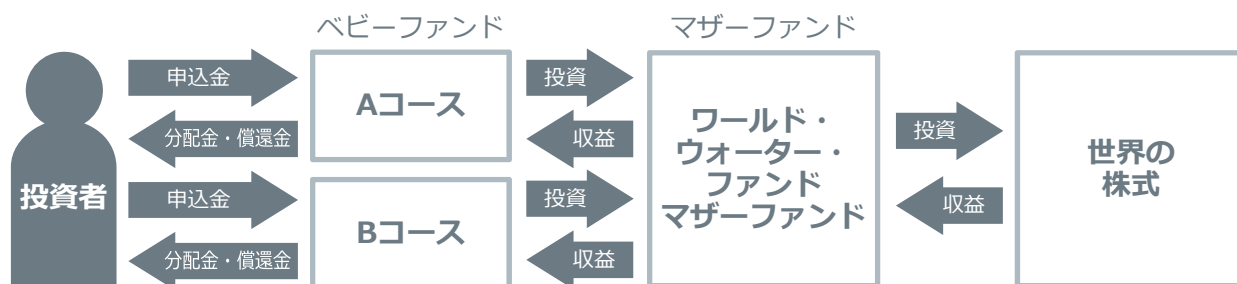 ベビーファンド
マザーファンド
投資者
申込金
分配金・償還金
申込金
分配金・償還金
Aコース
Bコース
投資
収益
投資
収益
ワールド・
ウォーター・
ファンド
マザーファンド
投資
収益
世界の
株式